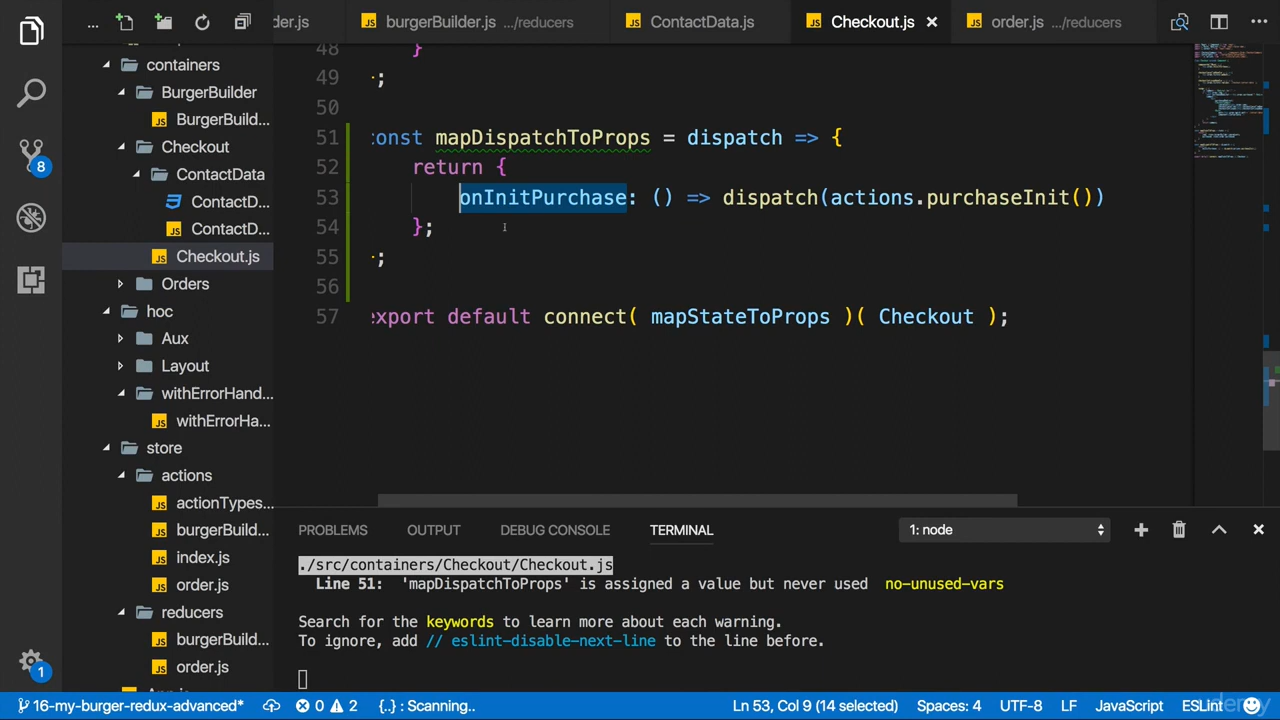 ... der.js burgerBuilder.js .../reducers ContactData.js Checkout.js order.js .../reducers
containers
BurgerBuilder
BurgerBuild...
Checkout
ContactData
ContactD...
ContactD...
Checkout.js
Orders
hoc
Aux
Layout
withErrorHand...
withErrorHa...
store
actions
actionTypes...
burgerBuild...
index.js
order.js
reducers
burgerBuild...
order.js
8
1
48 }
49 ;
50
51 const mapDispatchToProps = dispatch => {
52 return {
53 onInitPurchase: () => dispatch(actions.purchaseInit())
54 };
55 ;
56
57 export default connect( mapStateToProps )( Checkout );
PROBLEMS OUTPUT DEBUG CONSOLE TERMINAL 1: node
./src/containers/Checkout/Checkout.js
Line 51: 'mapDispatchToProps' is assigned a value but never used no-unused-vars
Search for the keywords to learn more about each warning.
To ignore, add // eslint-disable-next-line to the line before.
16-my-burger-redux-advanced* 0 2 {..} : Scanning... Ln 53, Col 9 (14 selected) Spaces: 4 UTF-8 LF JavaScript ESLint
udemy